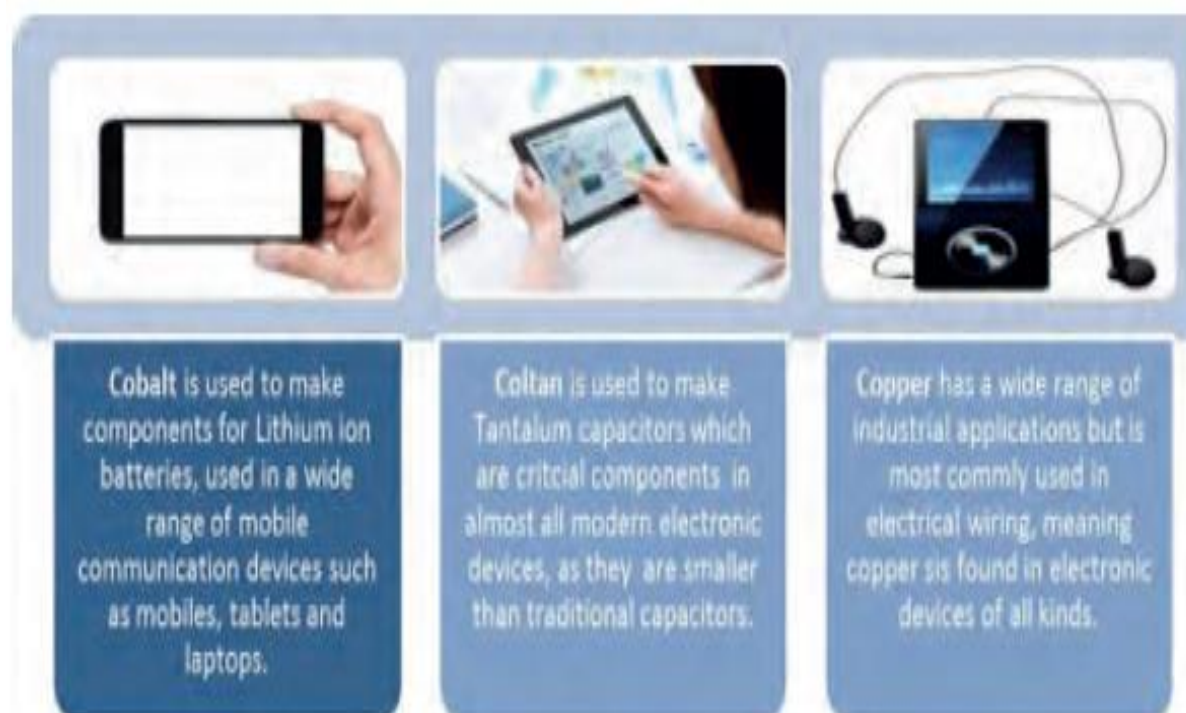 Cobalt is used to make
components for Lithium ion
batteries, used in a wide
range of mobile
communication devices such
as mobiles, tablets and
laptops.
Coltan is used to make
Tantalum capacitors which
are critcial components in
almost all modern electronic
devices, as they are smaller
than traditional capacitors.
Copper has a wide range of
industrial applications but is
most commly used in
electrical wiring, meaning
copper sis found in electronic
devices of all kinds.